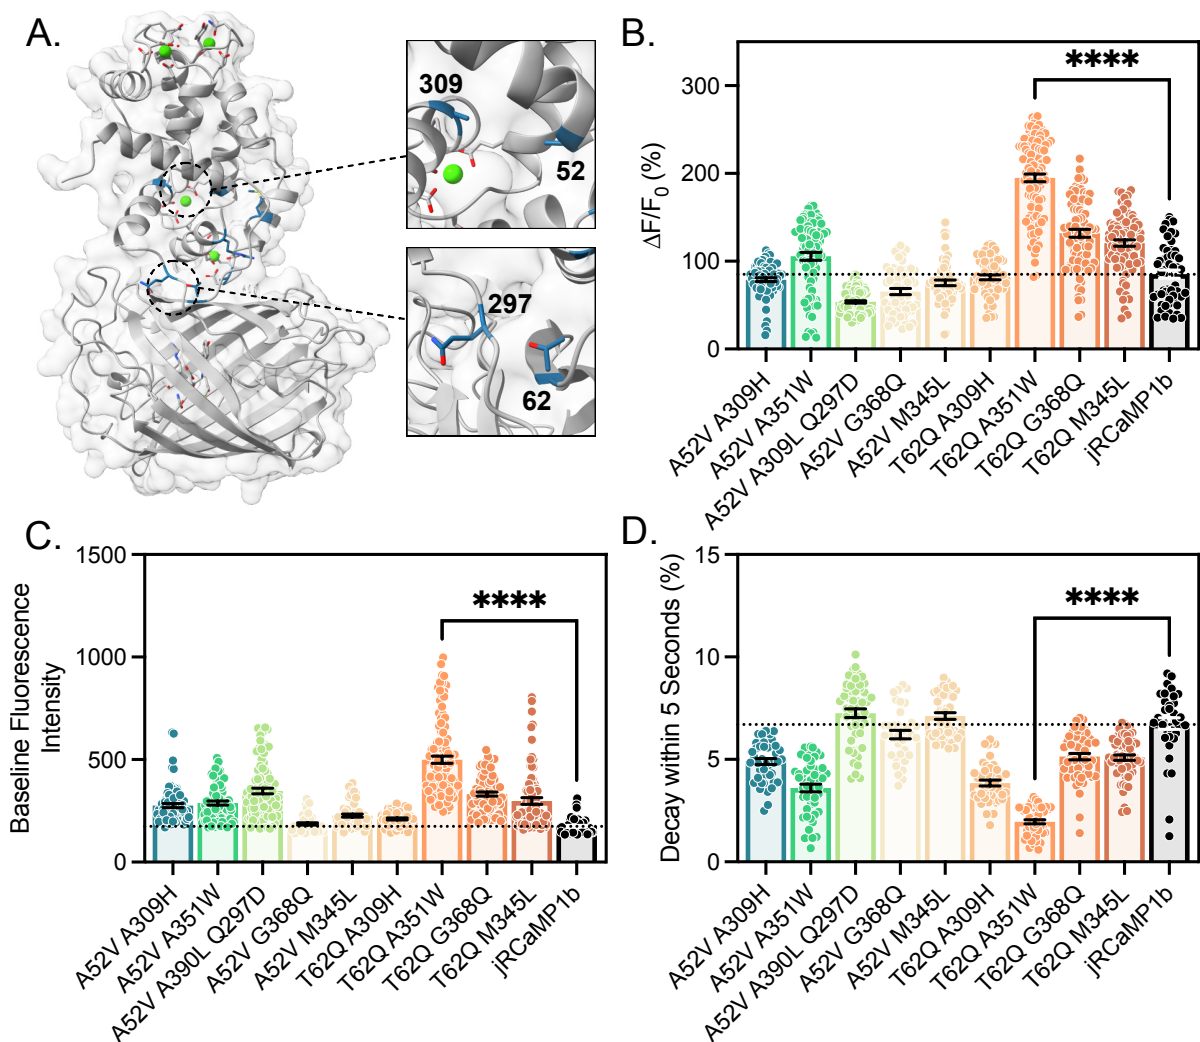 A.
309
52
297
62
B.
ΔF/F0 (%)
300
200
100
0
****
A52V A309H
A52V A351W
A52V A309L Q297D
A52V G368Q
A52V M345L
T62Q A309H
T62Q A351W
T62Q G368Q
T62Q M345L
jRCaMP1b
C.
Baseline Fluorescence
Intensity
1500
1000
500
0
****
A52V A309H
A52V A351W
A52V A390L Q297D
A52V G368Q
A52V M345L
T62Q A309H
T62Q A351W
T62Q G368Q
T62Q M345L
jRCaMP1b
D.
Decay within 5 Seconds (%)
15
10
5
0
****
A52V A309H
A52V A351W
A52V A390L Q297D
A52V G368Q
A52V M345L
T62Q A309H
T62Q A351W
T62Q G368Q
T62Q M345L
jRCaMP1b